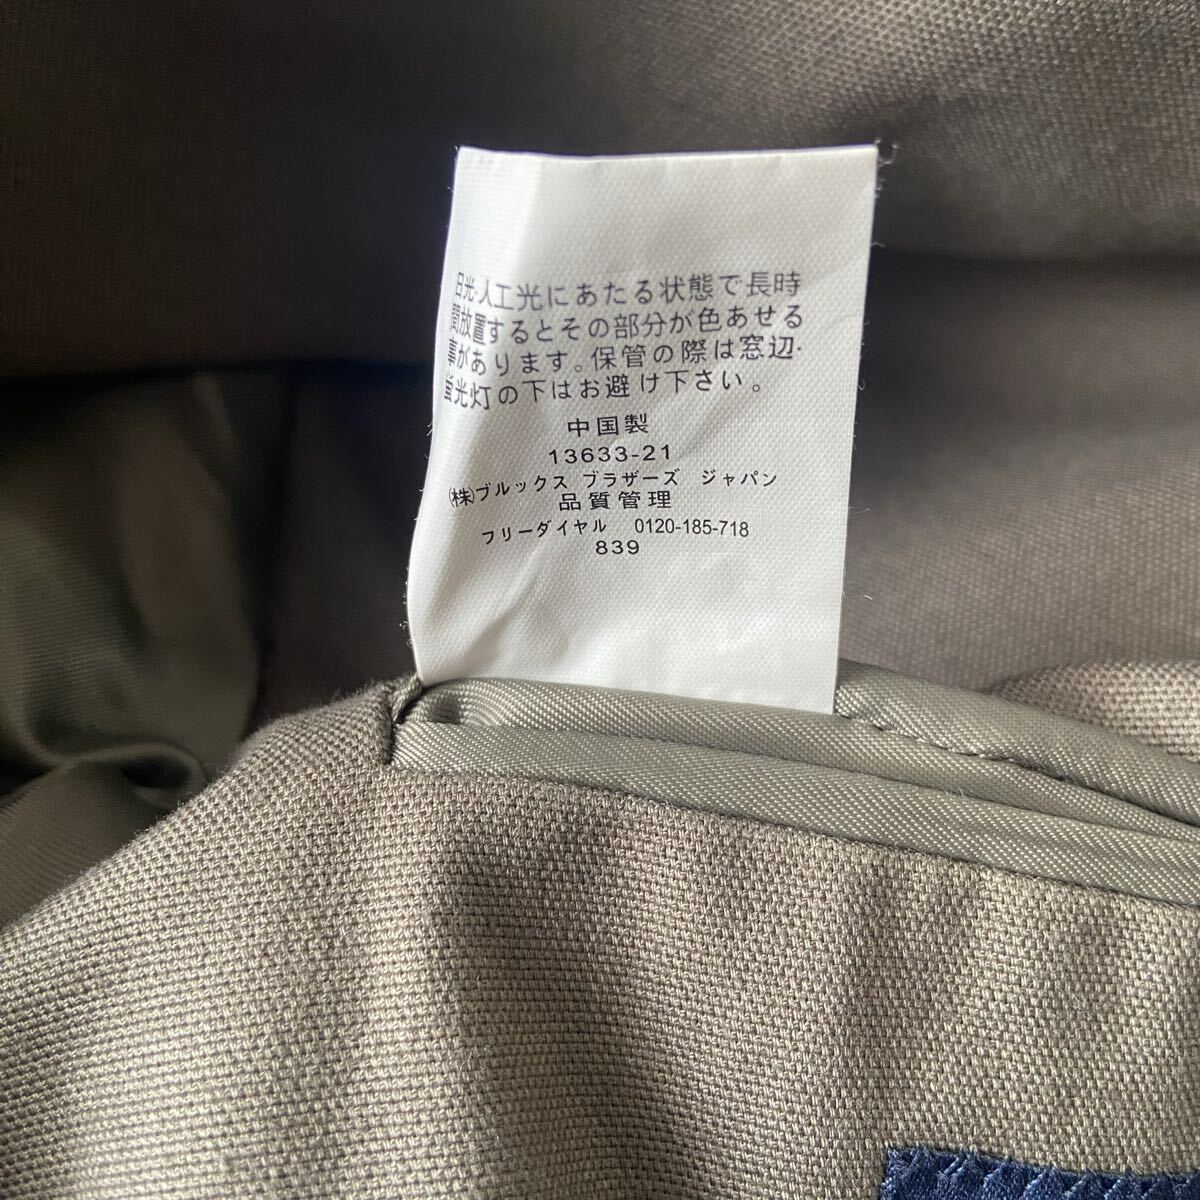 日光･人工光にあたる状態で長時
間放置するとその部分が色あせる
事があります。保管の際は窓辺･
蛍光灯の下はお避け下さい。
中国製
13633-21
(株)ブルックス ブラザーズ ジャパン
品質管理
フリーダイヤル 0120-185-718
839